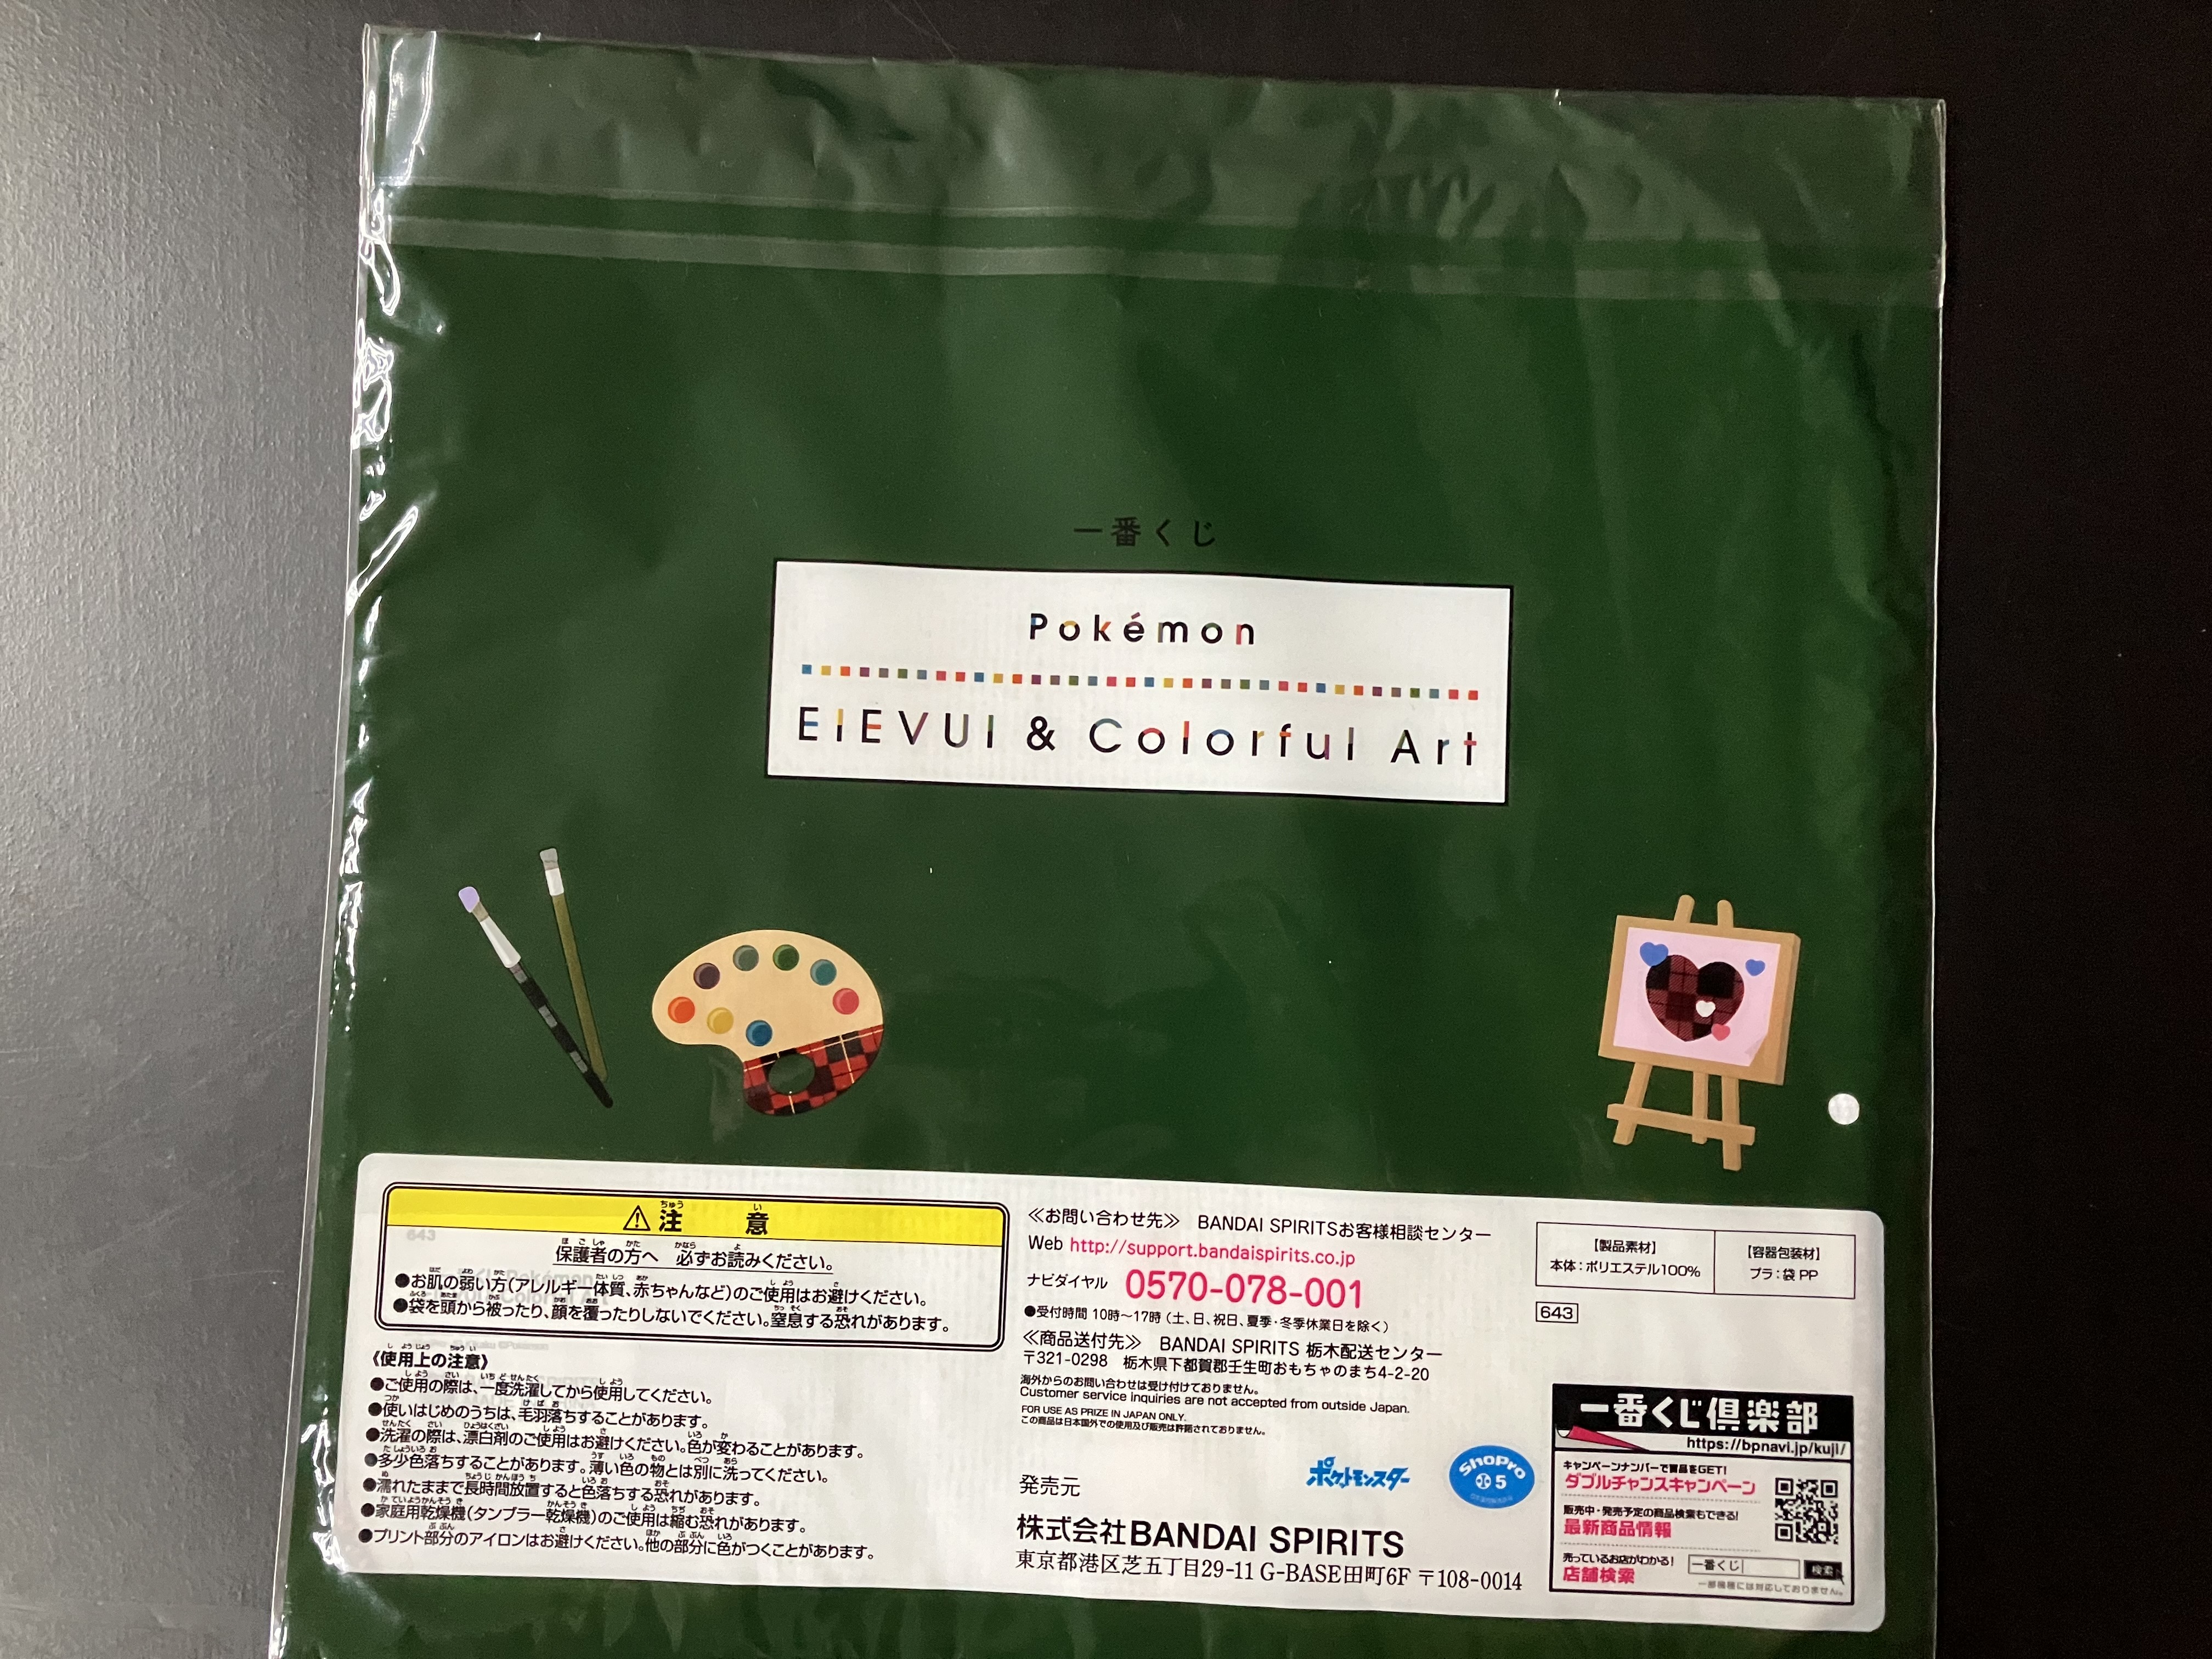 一番くじ
Pokémon
EIEVUI & Colorful Art
643
⚠注意
保護者の方へ 必ずお読みください。
●お肌の弱い方(アレルギー体質、赤ちゃんなど)のご使用はお避けください。
●袋を頭から被ったり、顔を覆ったりしないでください。窒息する恐れがあります。
《使用上の注意》
●ご使用の際は、一度洗濯してから使用してください。
●使いはじめのうちは、毛羽落ちすることがあります。
●洗濯の際は、漂白剤のご使用はお避けください。色が変わることがあります。
●多少色落ちすることがあります。薄い色の物とは別に洗ってください。
●濡れたままで長時間放置すると色落ちする恐れがあります。
●家庭用乾燥機(タンブラー乾燥機)のご使用は縮む恐れがあります。
●プリント部分のアイロンはお避けください。他の部分に色がつくことがあります。
≪お問い合わせ先≫ BANDAI SPIRITSお客様相談センター
Web http://support.bandaispirits.co.jp
ナビダイヤル 0570-078-001
●受付時間 10時～17時(土、日、祝日、夏季・冬季休業日を除く)
≪商品送付先≫ BANDAI SPIRITS 栃木配送センター
〒321-0298 栃木県下都賀郡壬生町おもちゃのまち4-2-20
海外からのお問い合わせは受け付けておりません。
Customer service inquiries are not accepted from outside Japan.
FOR USE AS PRIZE IN JAPAN ONLY.
この商品は日本国外での使用及び販売は許諾されておりません。
ポケットモンスター
ShoPro
5
発売元
株式会社BANDAI SPIRITS
東京都港区芝五丁目29-11 G-BASE田町6F 〒108-0014
【製品素材】
本体:ポリエステル100%
【容器包装材】
プラ:袋 PP
643
一番くじ倶楽部
https://bpnavi.jp/kuji/
キャンペーンナンバーで賞品をGET!
ダブルチャンスキャンペーン
販売中・発売予定の商品検索もできる!
最新商品情報
売っているお店がわかる!
店舗検索
一番くじ 検索
一部機種には対応しておりません。